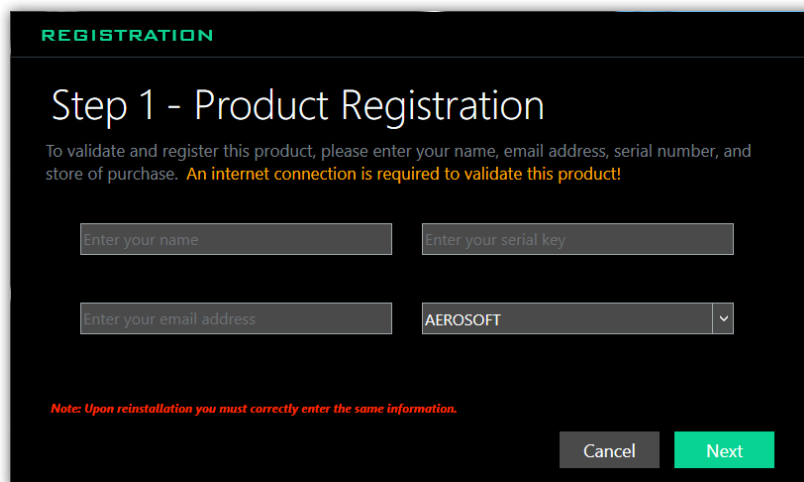 REGISTRATION
Step 1 - Product Registration
To validate and register this product, please enter your name, email address, serial number, and
store of purchase. An internet connection is required to validate this product!
Enter your name
Enter your serial key
Enter your email address
AEROSOFT
Note: Upon reinstallation you must correctly enter the same information.
Cancel
Next